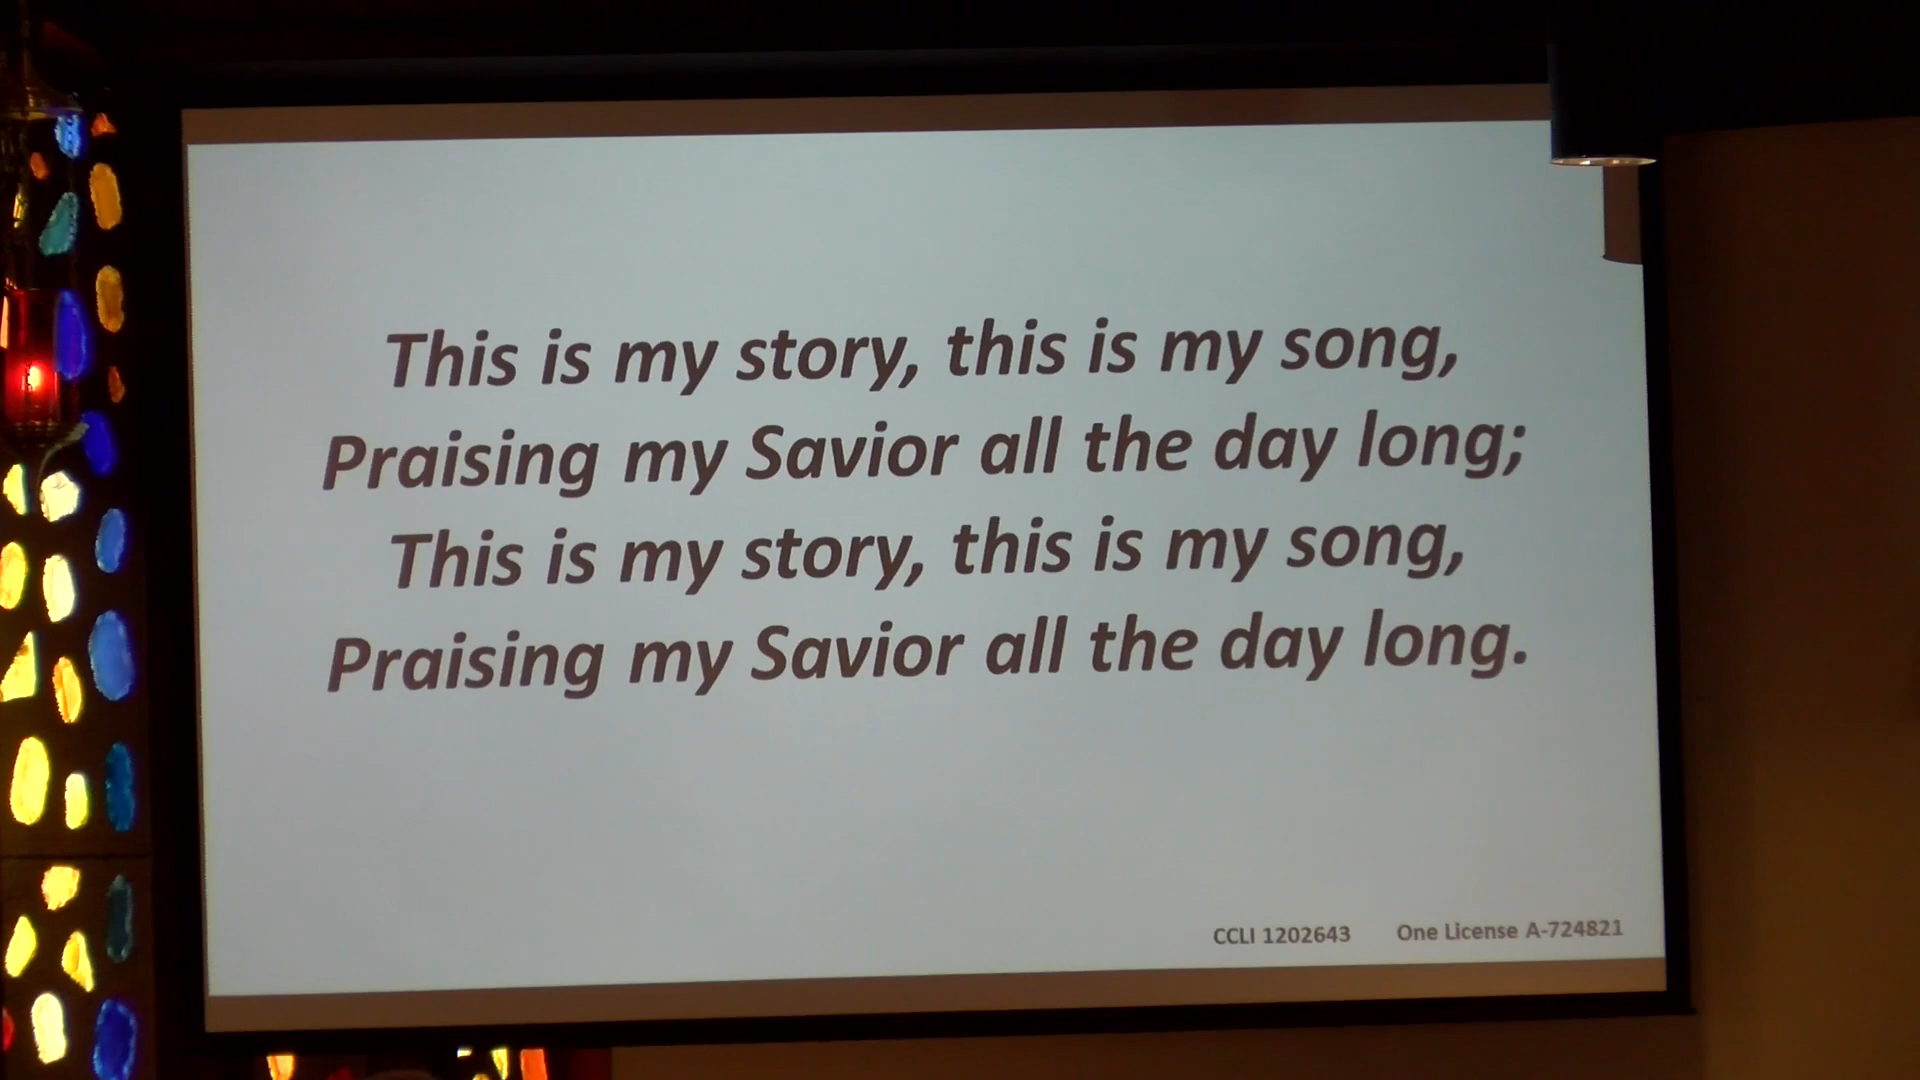 This is my story, this is my song,
Praising my Savior all the day long;
This is my story, this is my song,
Praising my Savior all the day long.
CCLI 1202643 One License A-724821